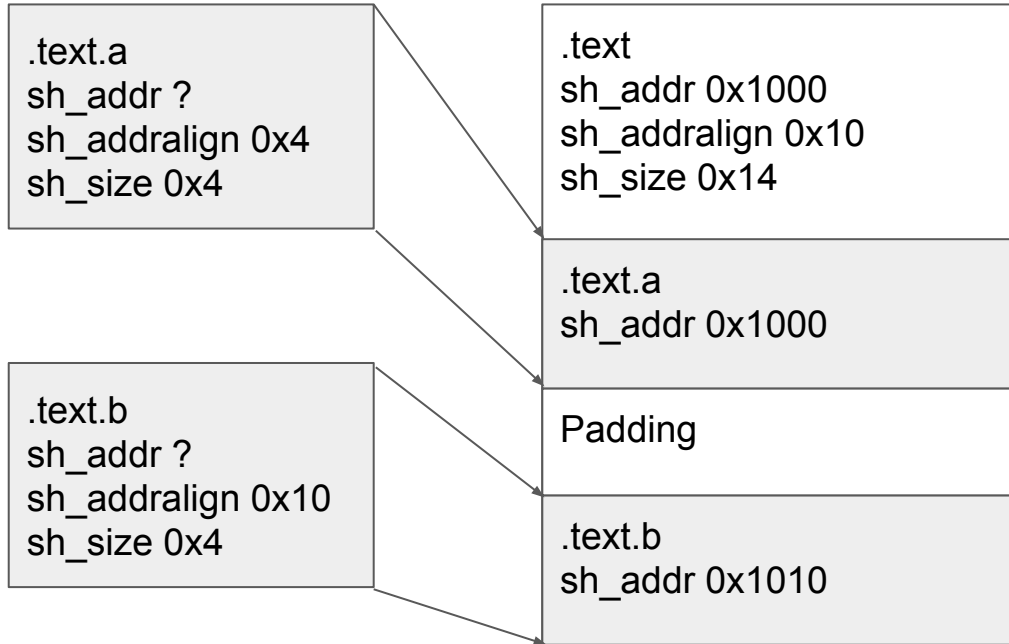 .text.a
sh_addr ?
sh_addralign 0x4
sh_size 0x4
.text.b
sh_addr ?
sh_addralign 0x10
sh_size 0x4
.text
sh_addr 0x1000
sh_addralign 0x10
sh_size 0x14
.text.a
sh_addr 0x1000
Padding
.text.b
sh_addr 0x1010